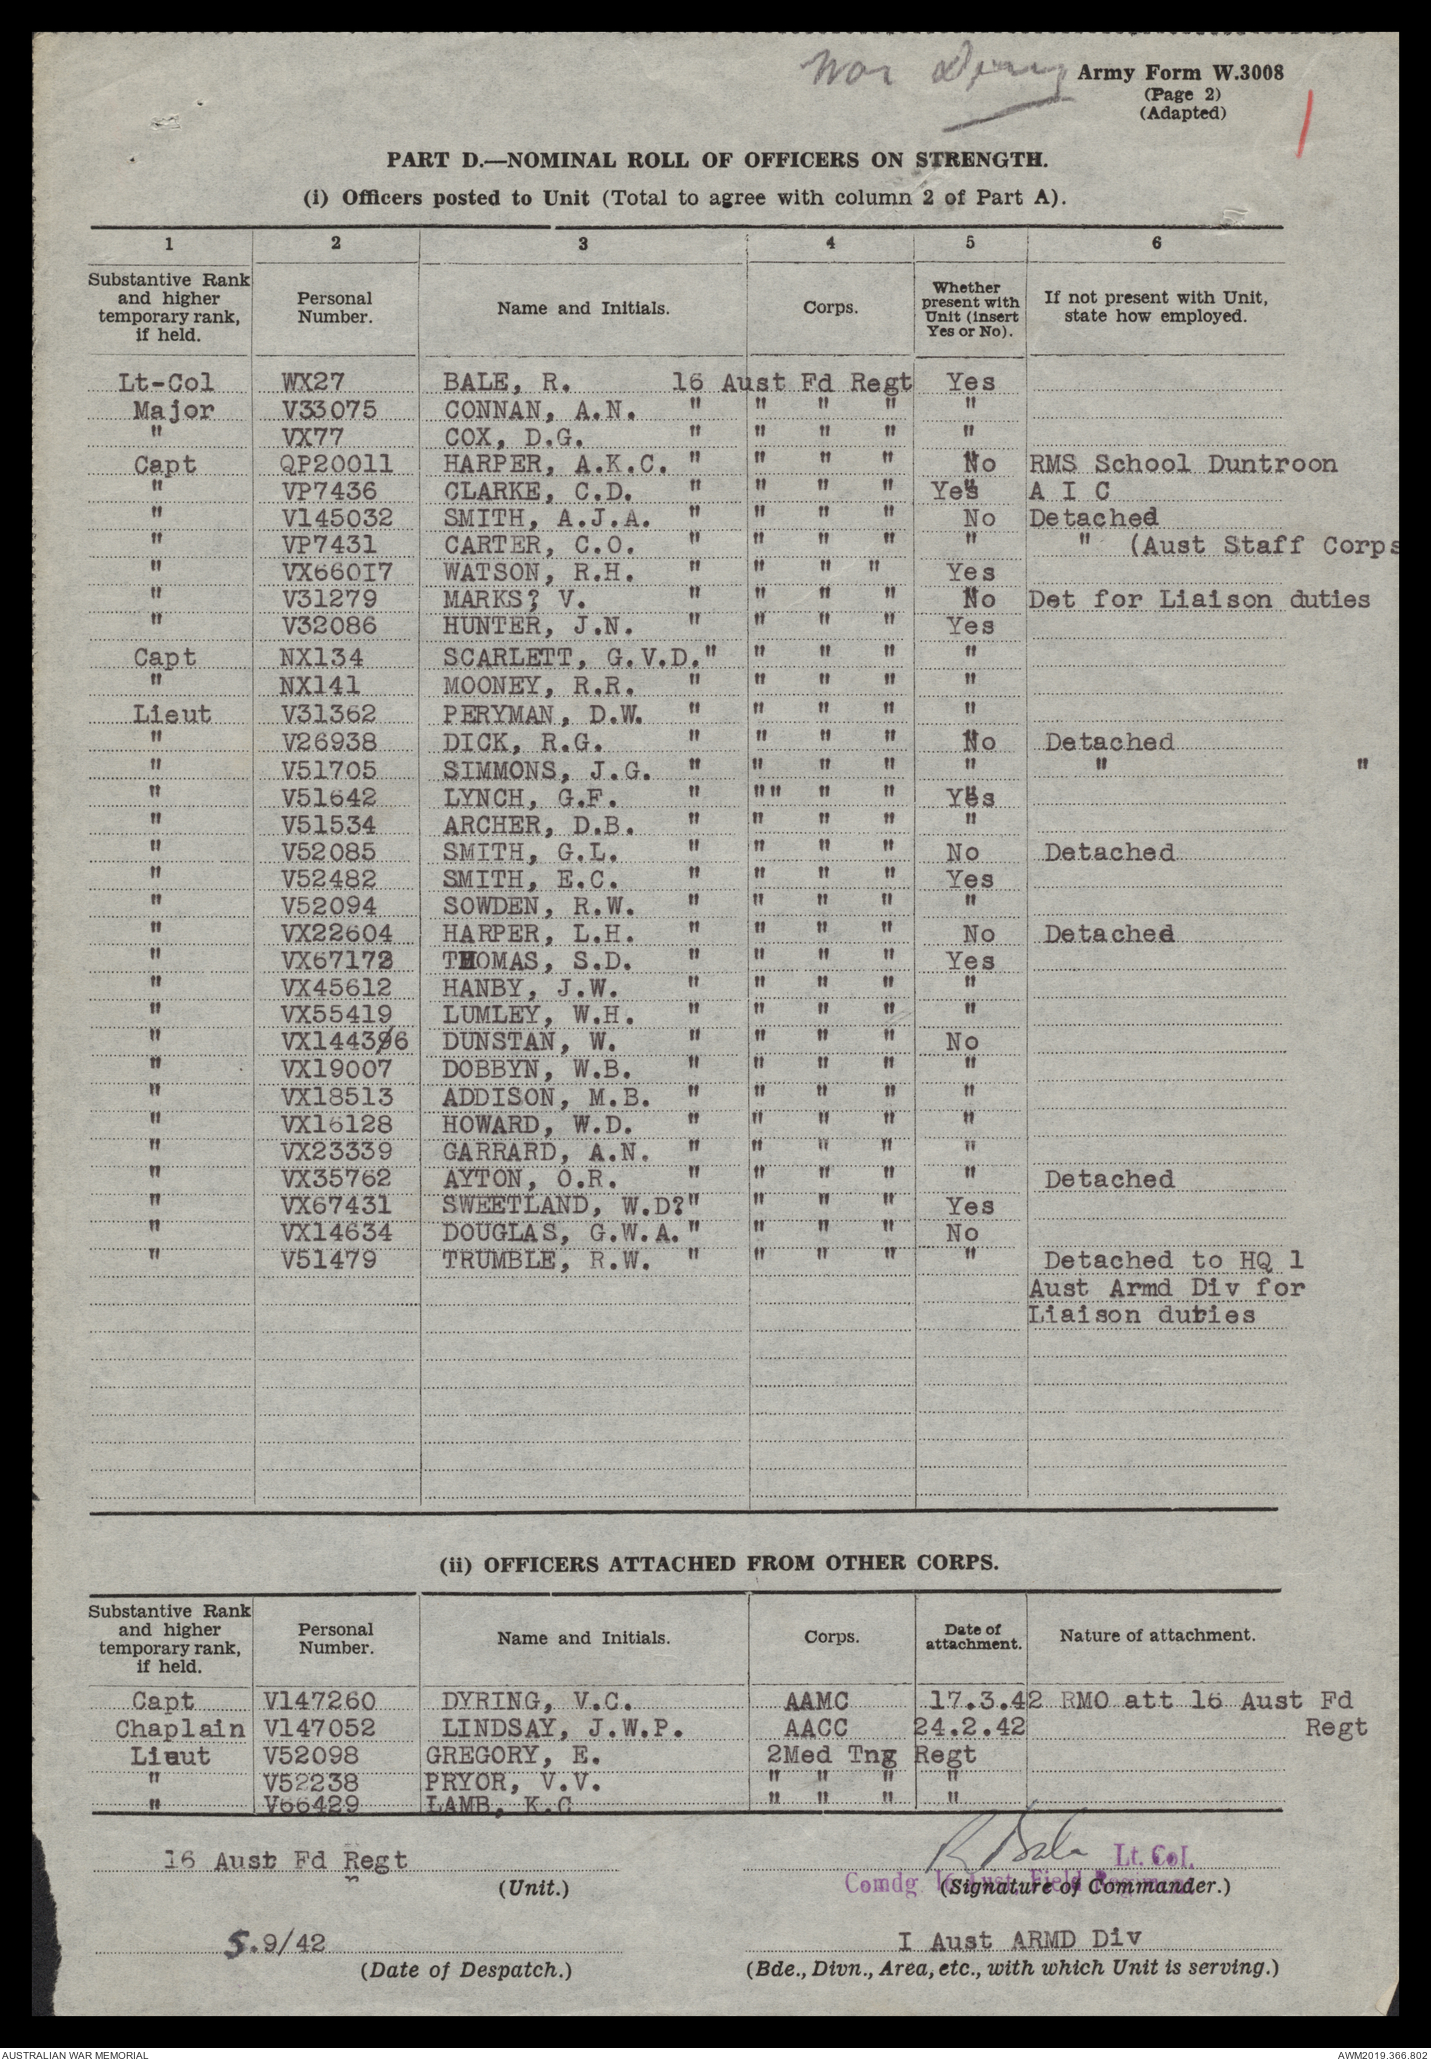 War Diary
Army Form W.3008
(Page 2)
(Adapted)
PART D.—NOMINAL ROLL OF OFFICERS ON STRENGTH.
(i) Officers posted to Unit (Total to agree with column 2 of Part A).
1 2 3 4 5 6
Substantive Rank and higher temporary rank, if held. Personal Number. Name and Initials. Corps. Whether present with Unit (insert Yes or No). If not present with Unit, state how employed.
Lt-Col WX27 BALE, R. 16 Aust Fd Regt Yes
Major V33075 CONNAN, A.N. " " " " "
" VX77 COX, D.G. " " " " "
Capt QP20011 HARPER, A.K.C. " " " " No RMS School Duntroon
" VP7436 CLARKE, C.D. " " " " Yes A I C
" V145032 SMITH, A.J.A. " " " " No Detached
" VP7431 CARTER, C.O. " " " " " " (Aust Staff Corps
" VX66017 WATSON, R.H. " " " " Yes
" V31279 MARKS? V. " " " " No Det for Liaison duties
" V32086 HUNTER, J.N. " " " " Yes
Capt NX134 SCARLETT, G.V.D." " " " "
" NX141 MOONEY, R.R. " " " " "
Lieut V31362 PERYMAN, D.W. " " " " "
" V26938 DICK, R.G. " " " " No Detached
" V51705 SIMMONS, J.G. " " " " " " "
" V51642 LYNCH, G.F. " "" " " Yes
" V51534 ARCHER, D.B. " " " " "
" V52085 SMITH, G.L. " " " " No Detached
" V52482 SMITH, E.C. " " " " Yes
" V52094 SOWDEN, R.W. " " " " "
" VX22604 HARPER, L.H. " " " " No Detached
" VX67172 THOMAS, S.D. " " " " Yes
" VX45612 HANBY, J.W. " " " " "
" VX55419 LUMLEY, W.H. " " " " "
" VX14436 DUNSTAN, W. " " " " No
" VX19007 DOBBYN, W.B. " " " " "
" VX18513 ADDISON, M.B. " " " " "
" VX16128 HOWARD, W.D. " " " " "
" VX23339 GARRARD, A.N. " " " " "
" VX35762 AYTON, O.R. " " " " " Detached
" VX67431 SWEETLAND, W.D?" " " " Yes
" VX14634 DOUGLAS, G.W.A." " " " No
" V51479 TRUMBLE, R.W. " " " " " Detached to HQ 1
Aust Armd Div for
Liaison duties
(ii) OFFICERS ATTACHED FROM OTHER CORPS.
Substantive Rank and higher temporary rank, if held. Personal Number. Name and Initials. Corps. Date of attachment. Nature of attachment.
Capt V147260 DYRING, V.C. AAMC 17.3.42 RMO att 16 Aust Fd
Chaplain V147052 LINDSAY, J.W.P. AACC 24.2.42 Regt
Lieut V52098 GREGORY, E. 2Med Tng Regt
" V52238 PRYOR, V.V. " " " "
" V66429 LAMB, K.C " " " "
16 Aust Fd Regt
R Bale Lt. Col.
Comdg. 16 Aust. Field Regiment
(Unit.) (Signature of Commander.)
5.9/42 I Aust ARMD Div
(Date of Despatch.) (Bde., Divn., Area, etc., with which Unit is serving.)
AUSTRALIAN WAR MEMORIAL AWM2019.366.802